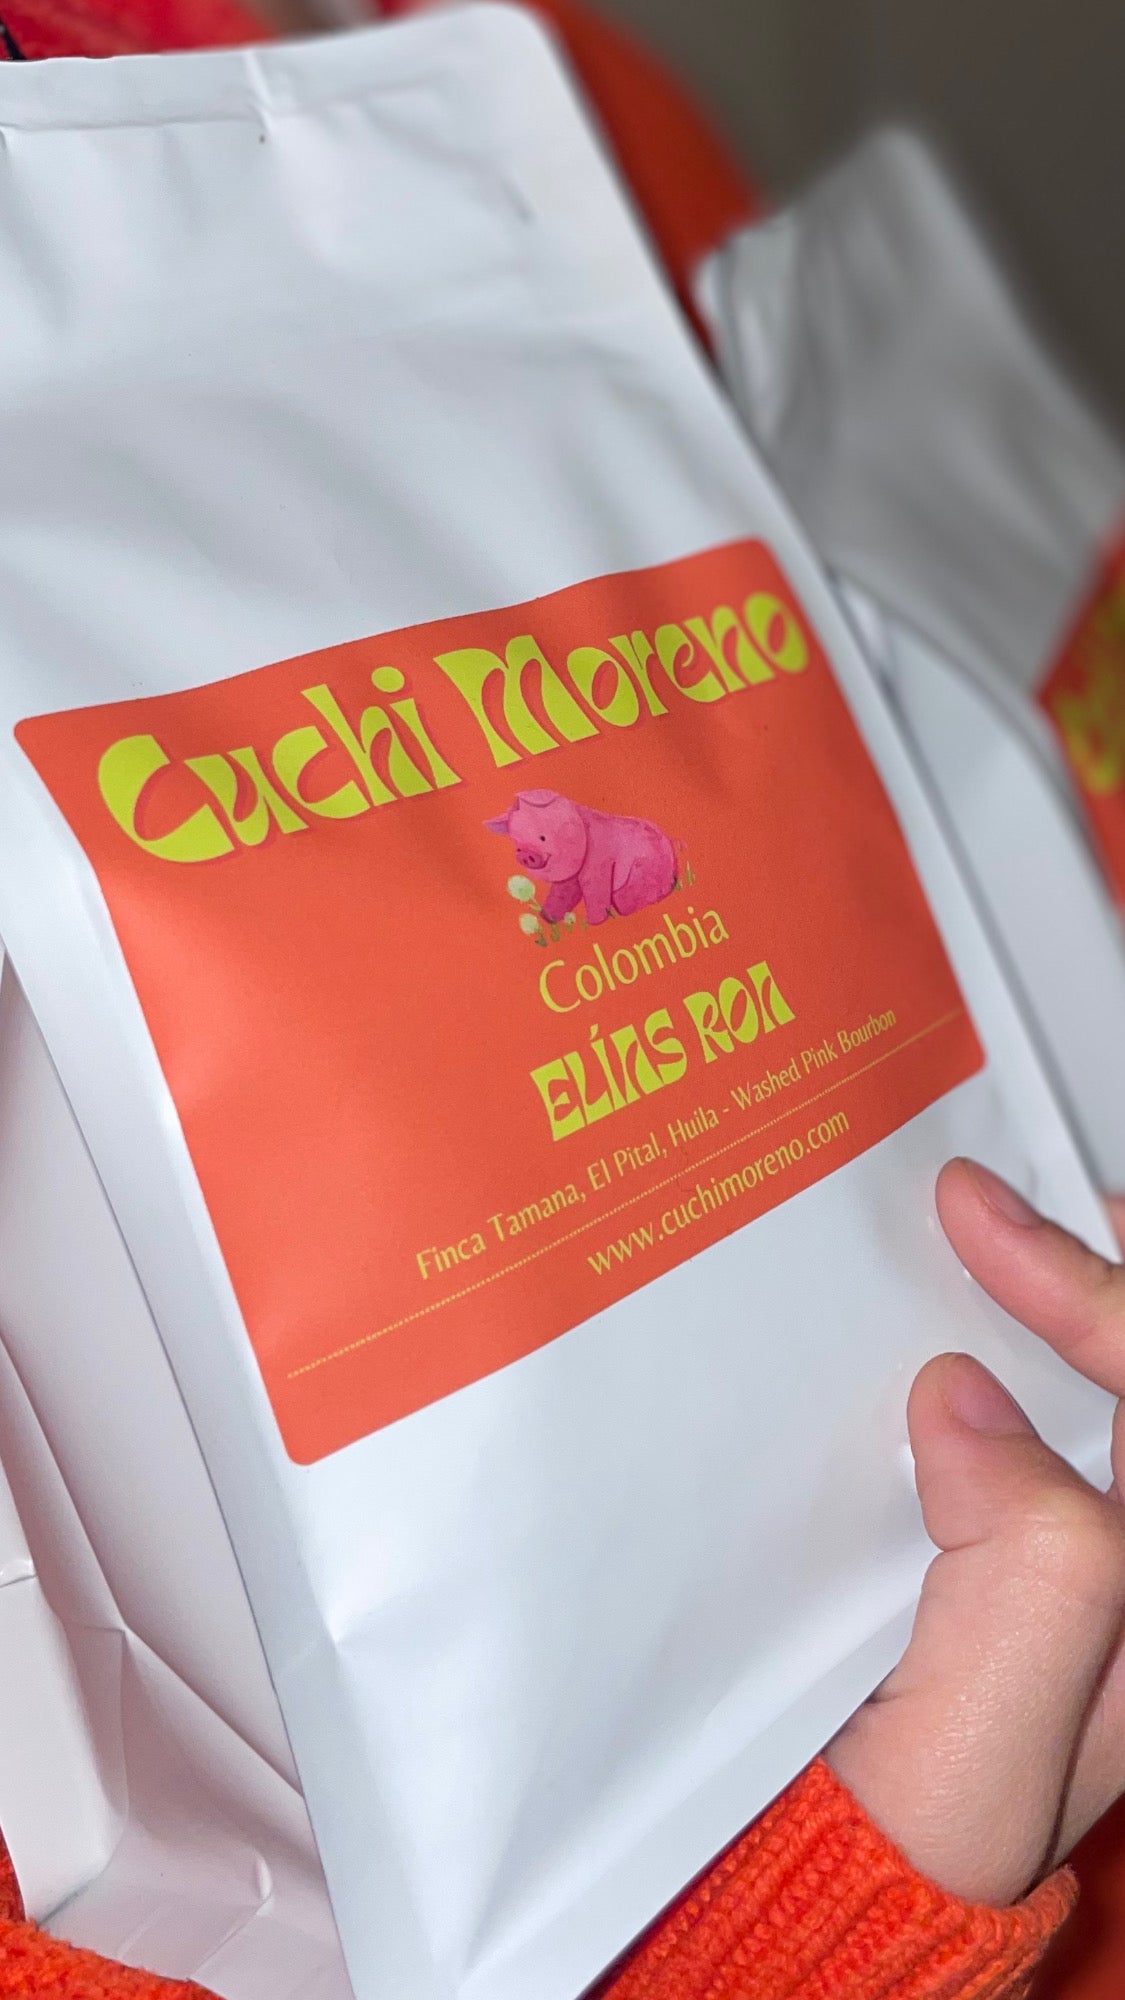 Cuchi Moreno
Colombia
ELÍAS ROA
Finca Tamana, El Pital, Huila - Washed Pink Bourbon
www.cuchimoreno.com